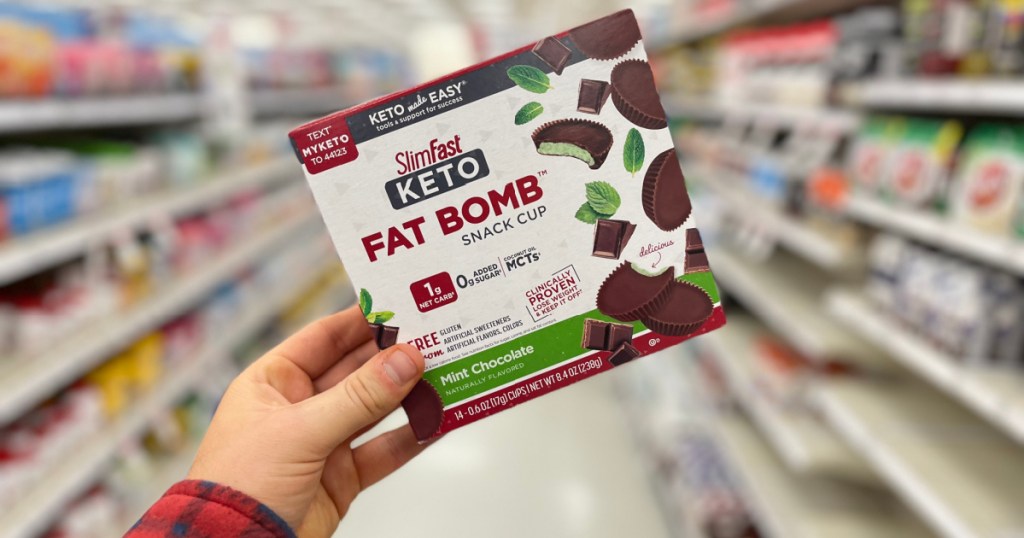 TEXT*
MYKETO
TO 44123
KETO made EASY®
tools & support for success
SlimFast
KETO
FAT BOMB™
SNACK CUP
1g
NET CARB
0g ADDED SUGAR
COCONUT OIL
MCTs
CLINICALLY
PROVEN
LOSE WEIGHT
& KEEP IT OFF
delicious
GLUTEN
ARTIFICIAL SWEETENERS
ARTIFICIAL FLAVORS, COLORS
Mint Chocolate
NATURALLY FLAVORED
14 - 0.6 OZ (17g) CUPS | NET WT 8.4 OZ (238g)